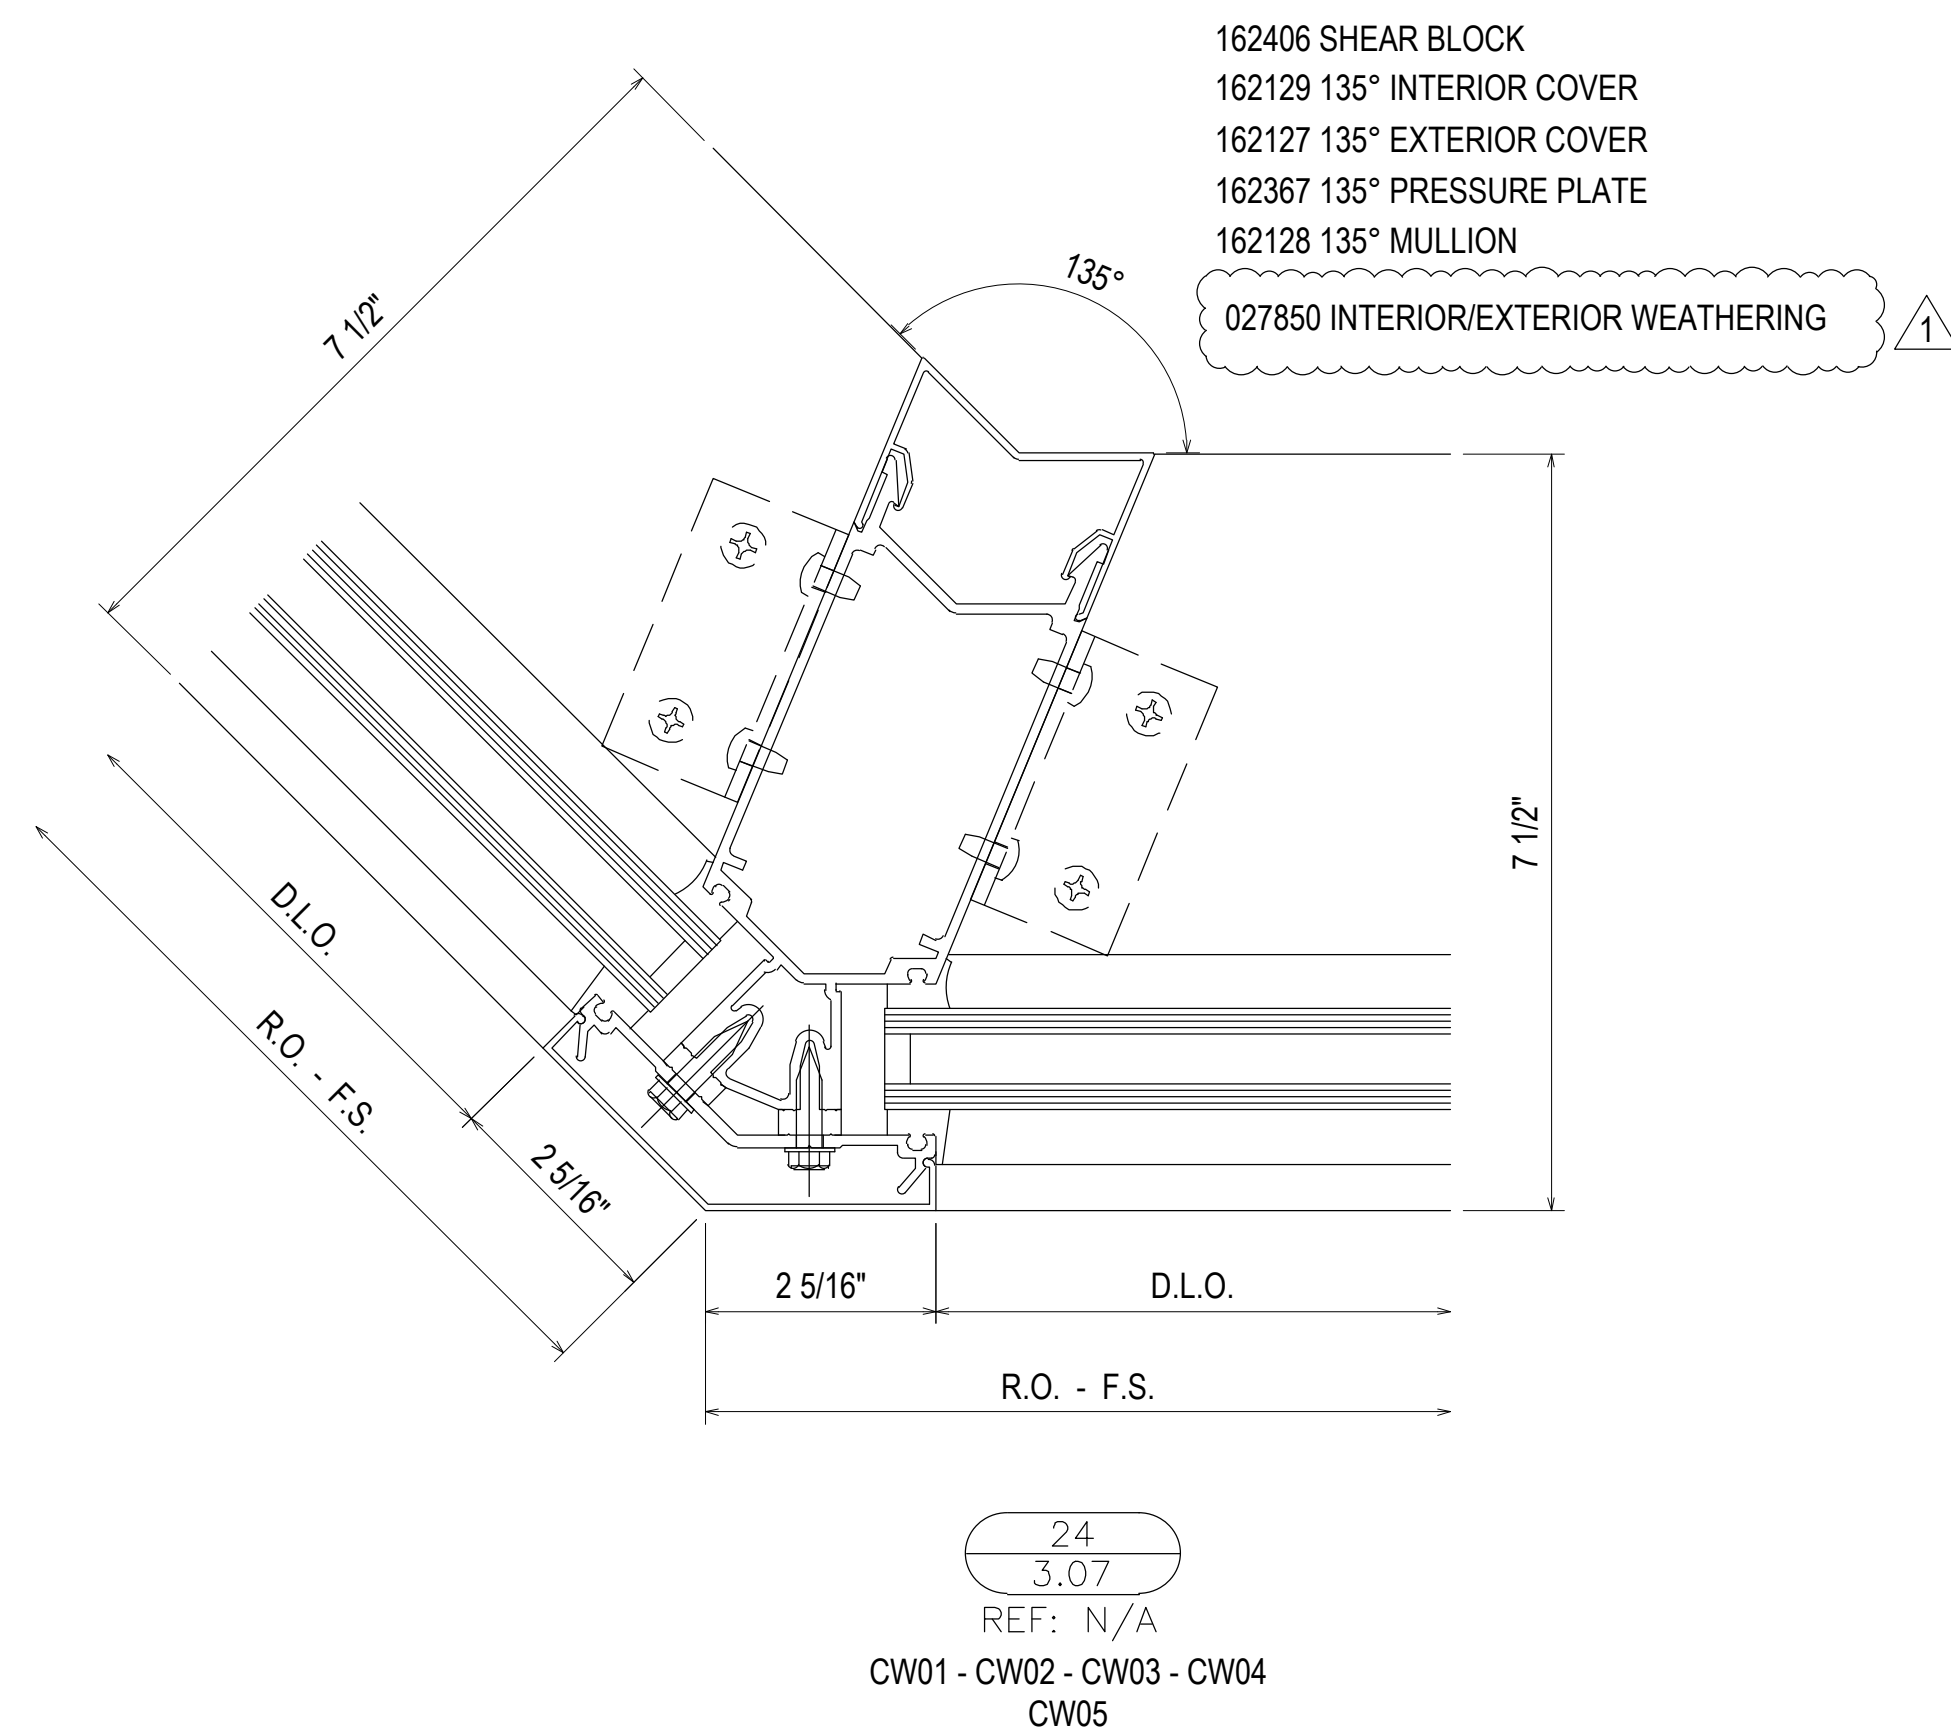 162406 SHEAR BLOCK
162129 135° INTERIOR COVER
162127 135° EXTERIOR COVER
162367 135° PRESSURE PLATE
162128 135° MULLION
027850 INTERIOR/EXTERIOR WEATHERING
1
135°
7 1/2"
7 1/2"
D.L.O.
R.O. - F.S.
2 5/16"
2 5/16"
D.L.O.
R.O. - F.S.
24
3.07
REF: N/A
CW01 - CW02 - CW03 - CW04
CW05